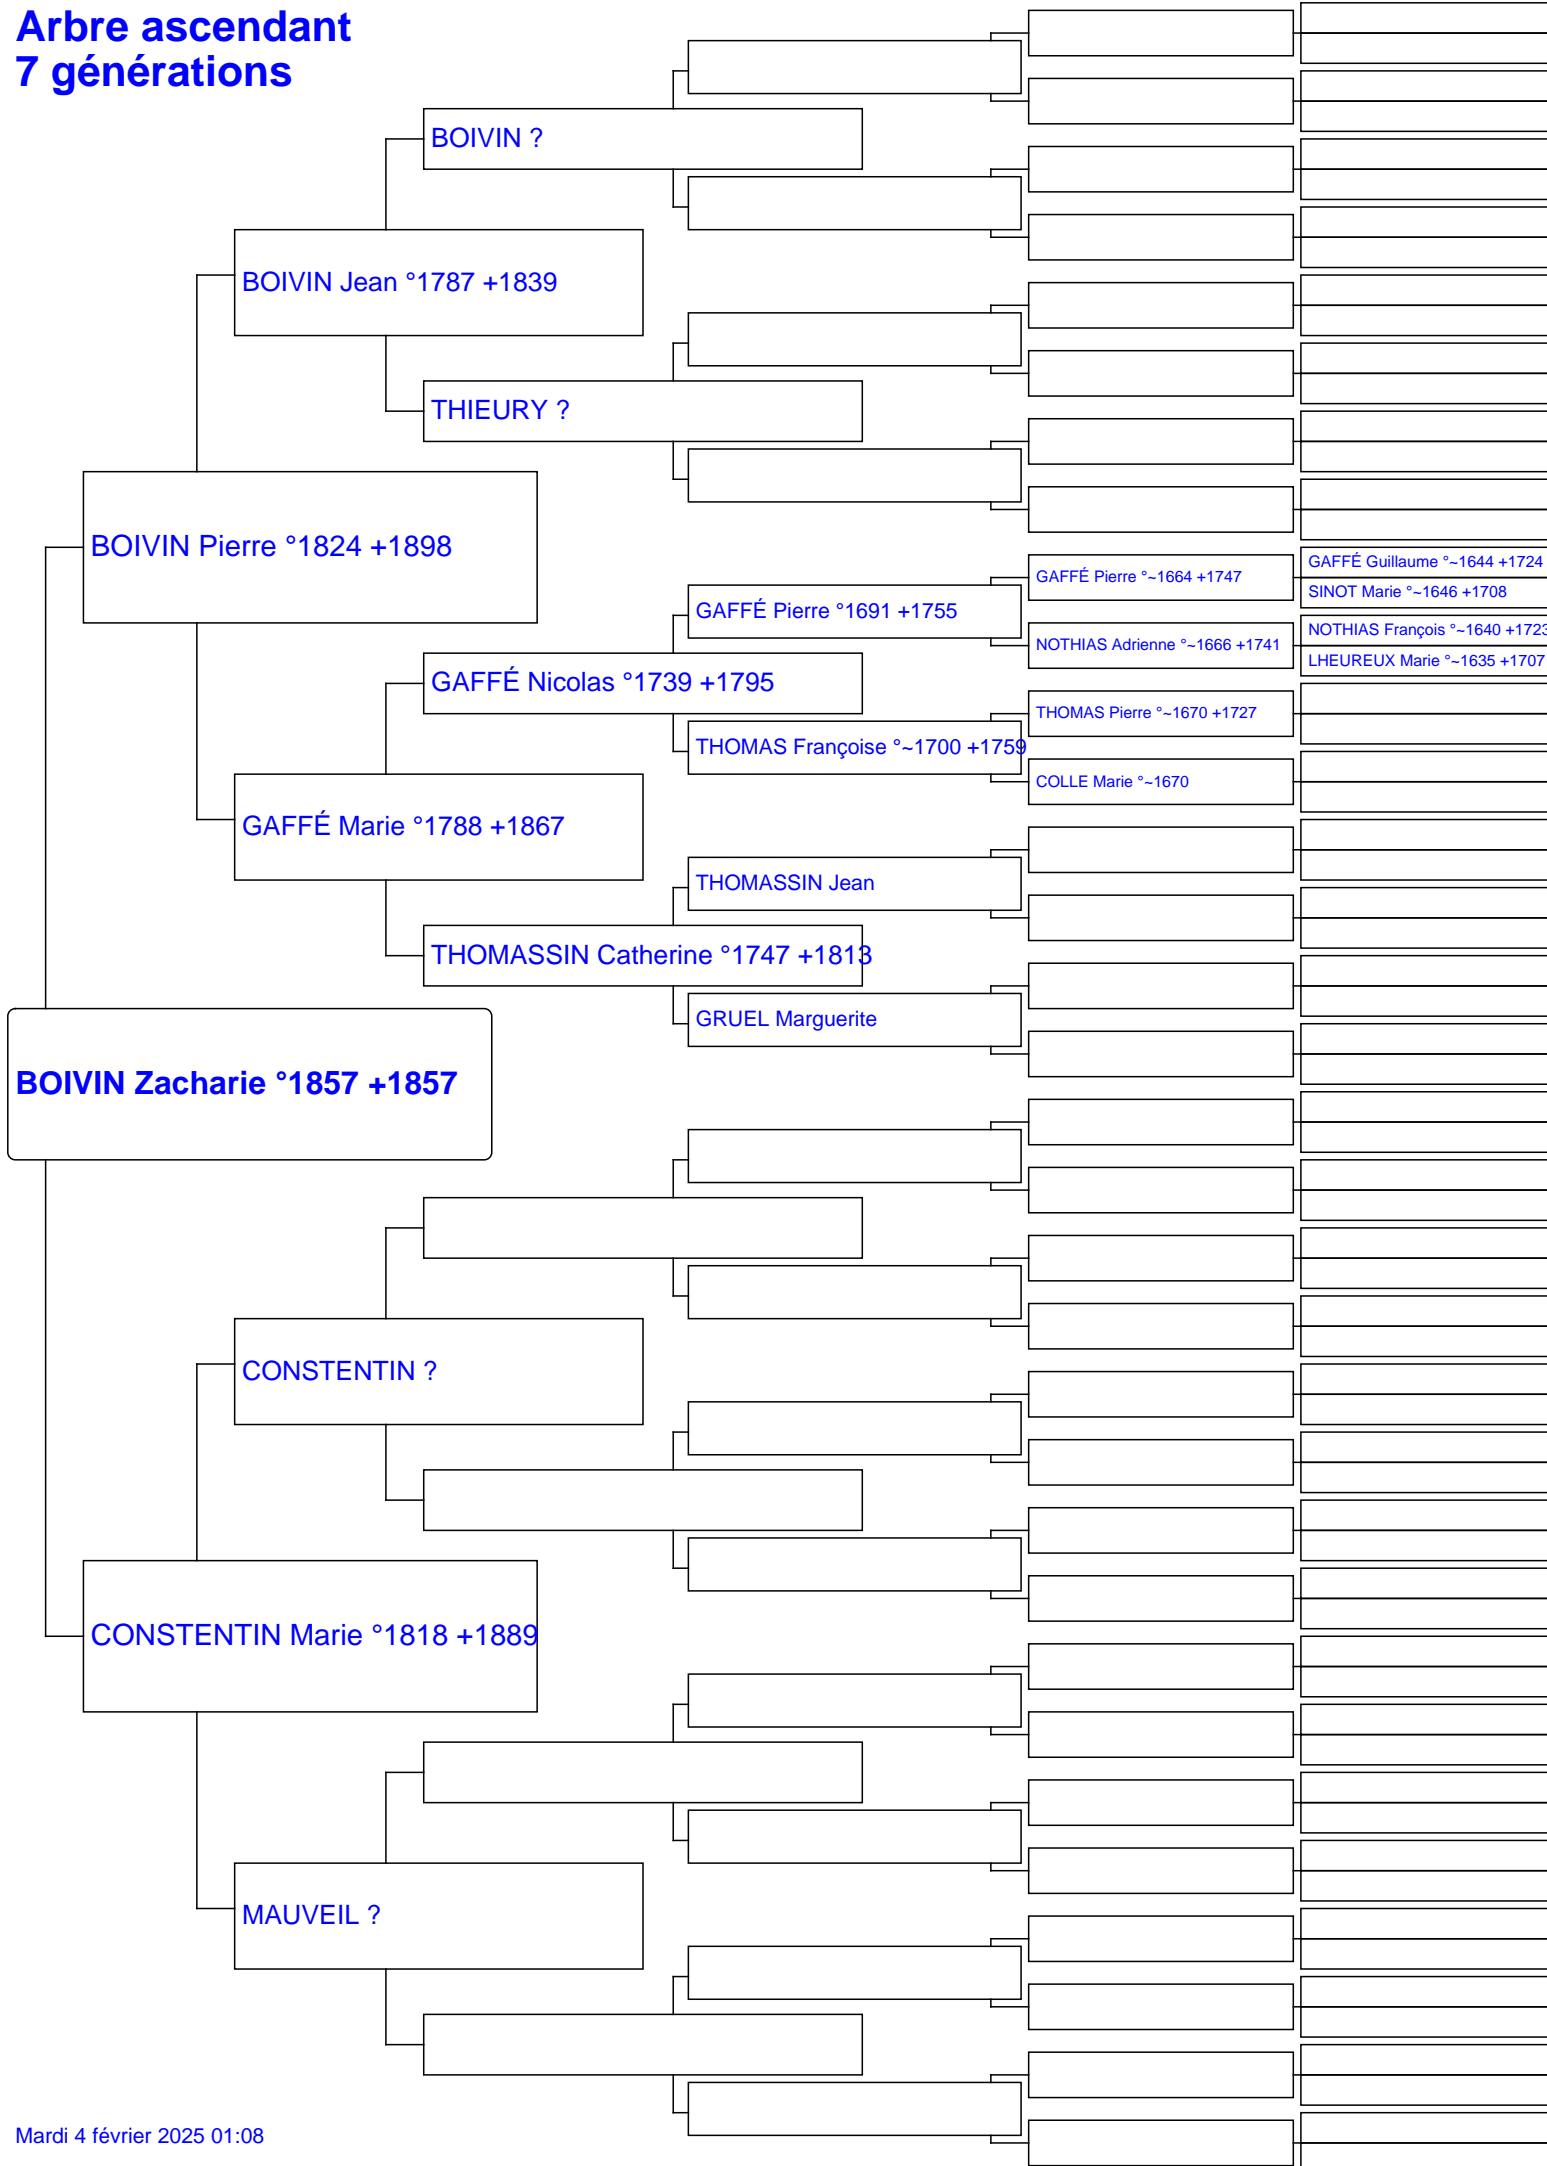 Arbre ascendant
7 générations
BOIVIN ?
BOIVIN Jean °1787 +1839
THIEURY ?
BOIVIN Pierre °1824 +1898
GAFFÉ Guillaume °~1644 +1724
GAFFÉ Pierre °~1664 +1747
SINOT Marie °~1646 +1708
GAFFÉ Pierre °1691 +1755
NOTHIAS François °~1640 +1723
NOTHIAS Adrienne °~1666 +1741
LHEUREUX Marie °~1635 +1707
GAFFÉ Nicolas °1739 +1795
THOMAS Pierre °~1670 +1727
THOMAS Françoise °~1700 +1759
COLLE Marie °~1670
GAFFÉ Marie °1788 +1867
THOMASSIN Jean
THOMASSIN Catherine °1747 +1813
GRUEL Marguerite
BOIVIN Zacharie °1857 +1857
CONSTENTIN ?
CONSTENTIN Marie °1818 +1889
MAUVEIL ?
Mardi 4 février 2025 01:08